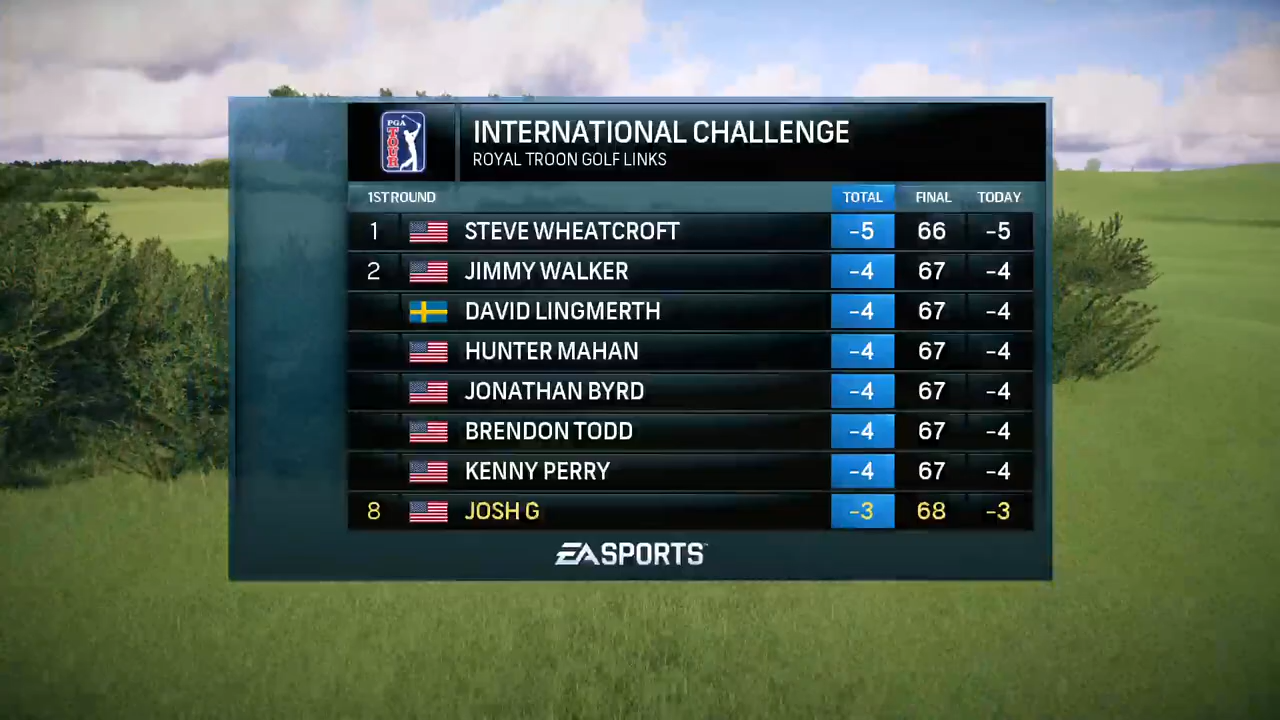 PGA TOUR
INTERNATIONAL CHALLENGE
ROYAL TROON GOLF LINKS
1ST ROUND TOTAL FINAL TODAY
1 STEVE WHEATCROFT -5 66 -5
2 JIMMY WALKER -4 67 -4
DAVID LINGMERTH -4 67 -4
HUNTER MAHAN -4 67 -4
JONATHAN BYRD -4 67 -4
BRENDON TODD -4 67 -4
KENNY PERRY -4 67 -4
8 JOSH G -3 68 -3
EA SPORTS™